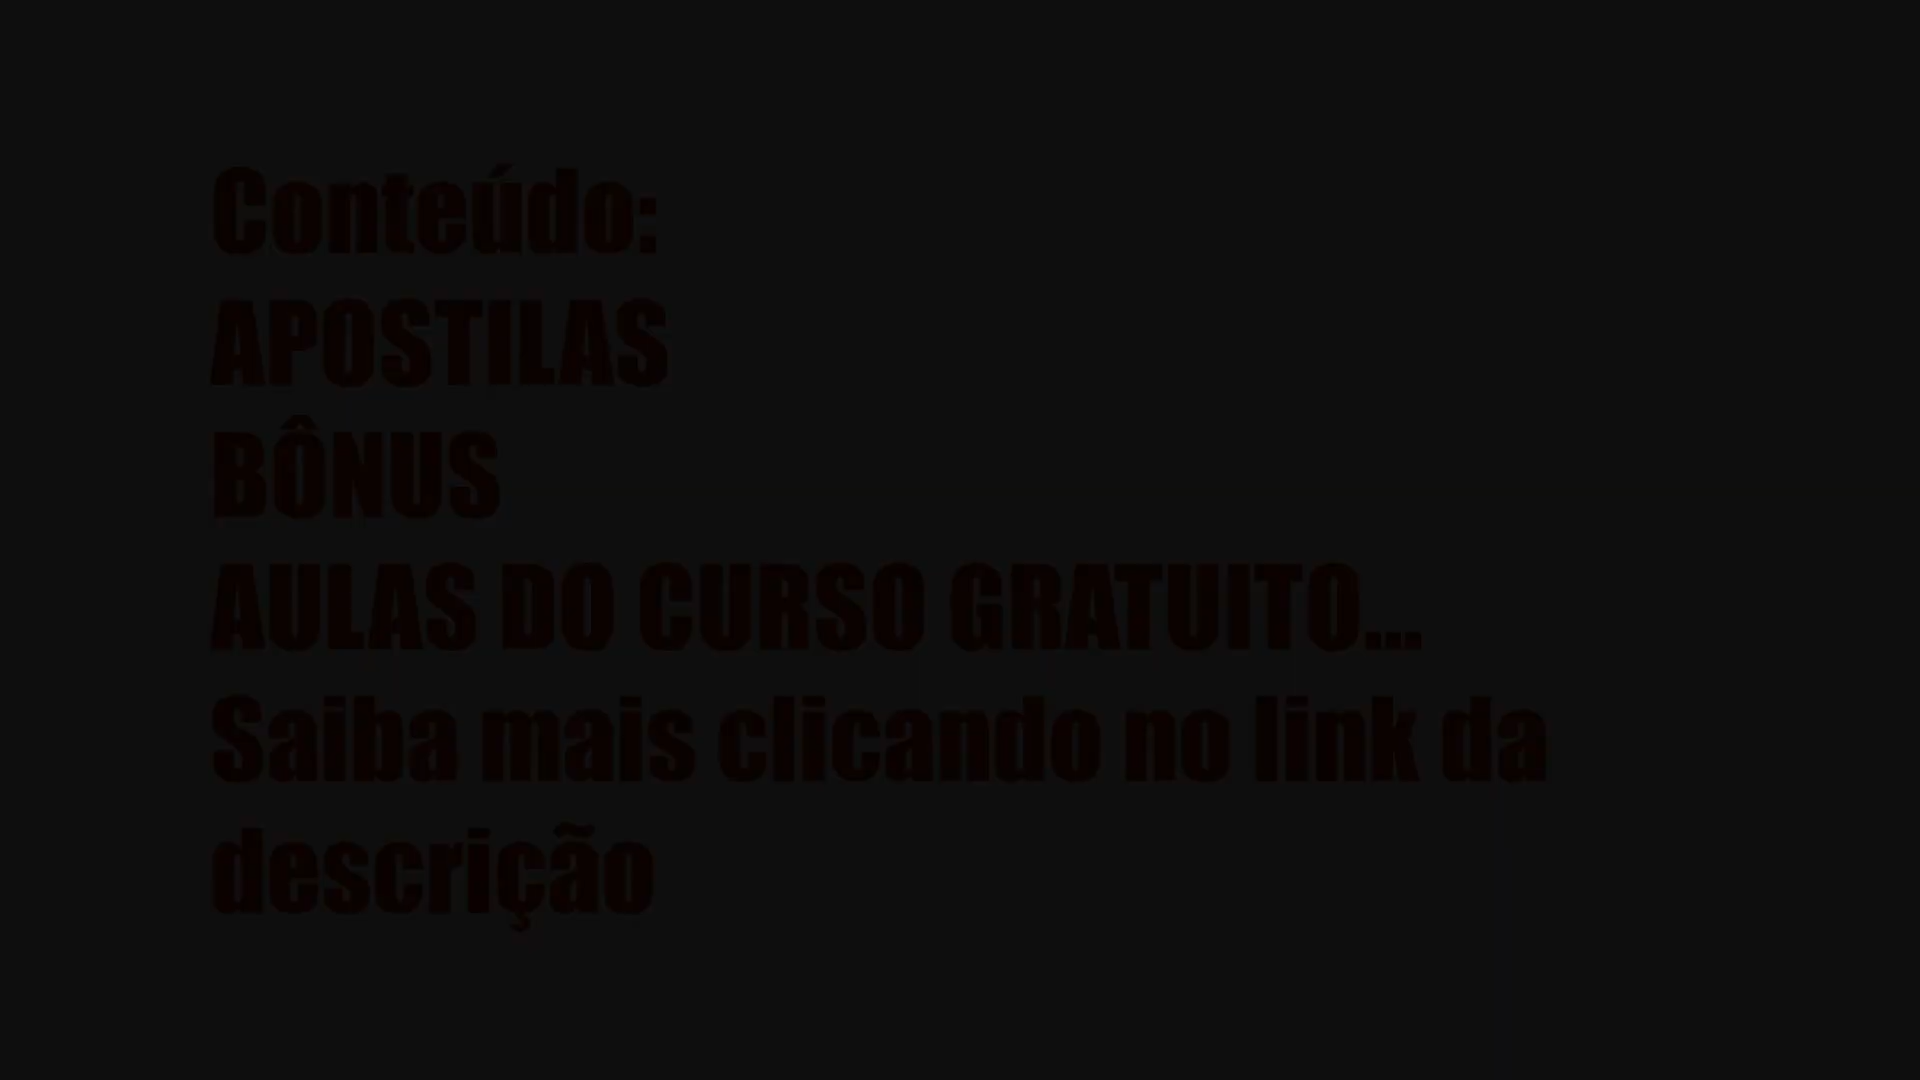 Conteúdo:
APOSTILAS
BÔNUS
AULAS DO CURSO GRATUITO...
Saiba mais clicando no link da
descrição